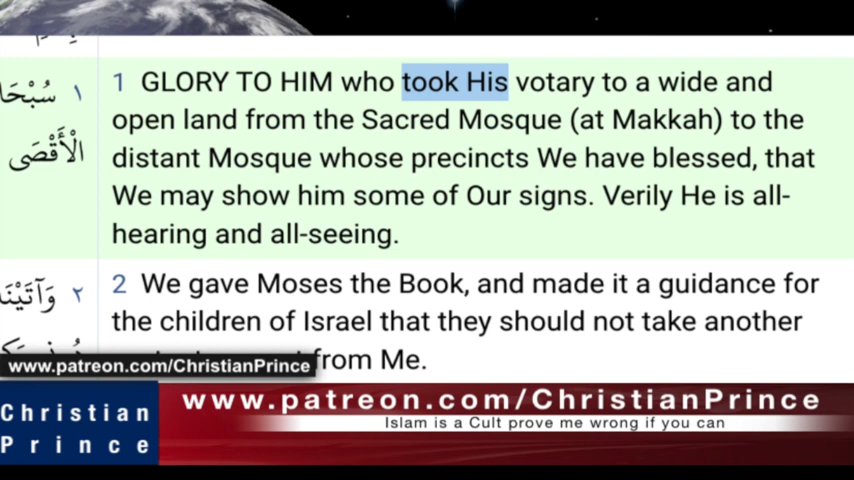 1 GLORY TO HIM who took His votary to a wide and
١ سُبْحَا
open land from the Sacred Mosque (at Makkah) to the
الْأَقْصَى
distant Mosque whose precincts We have blessed, that
We may show him some of Our signs. Verily He is all-
hearing and all-seeing.
2 We gave Moses the Book, and made it a guidance for
٢ وَآتَيْنَا
the children of Israel that they should not take another
from Me.
www.patreon.com/ChristianPrince
Christian
Prince
www.patreon.com/ChristianPrince
Islam is a Cult prove me wrong if you can